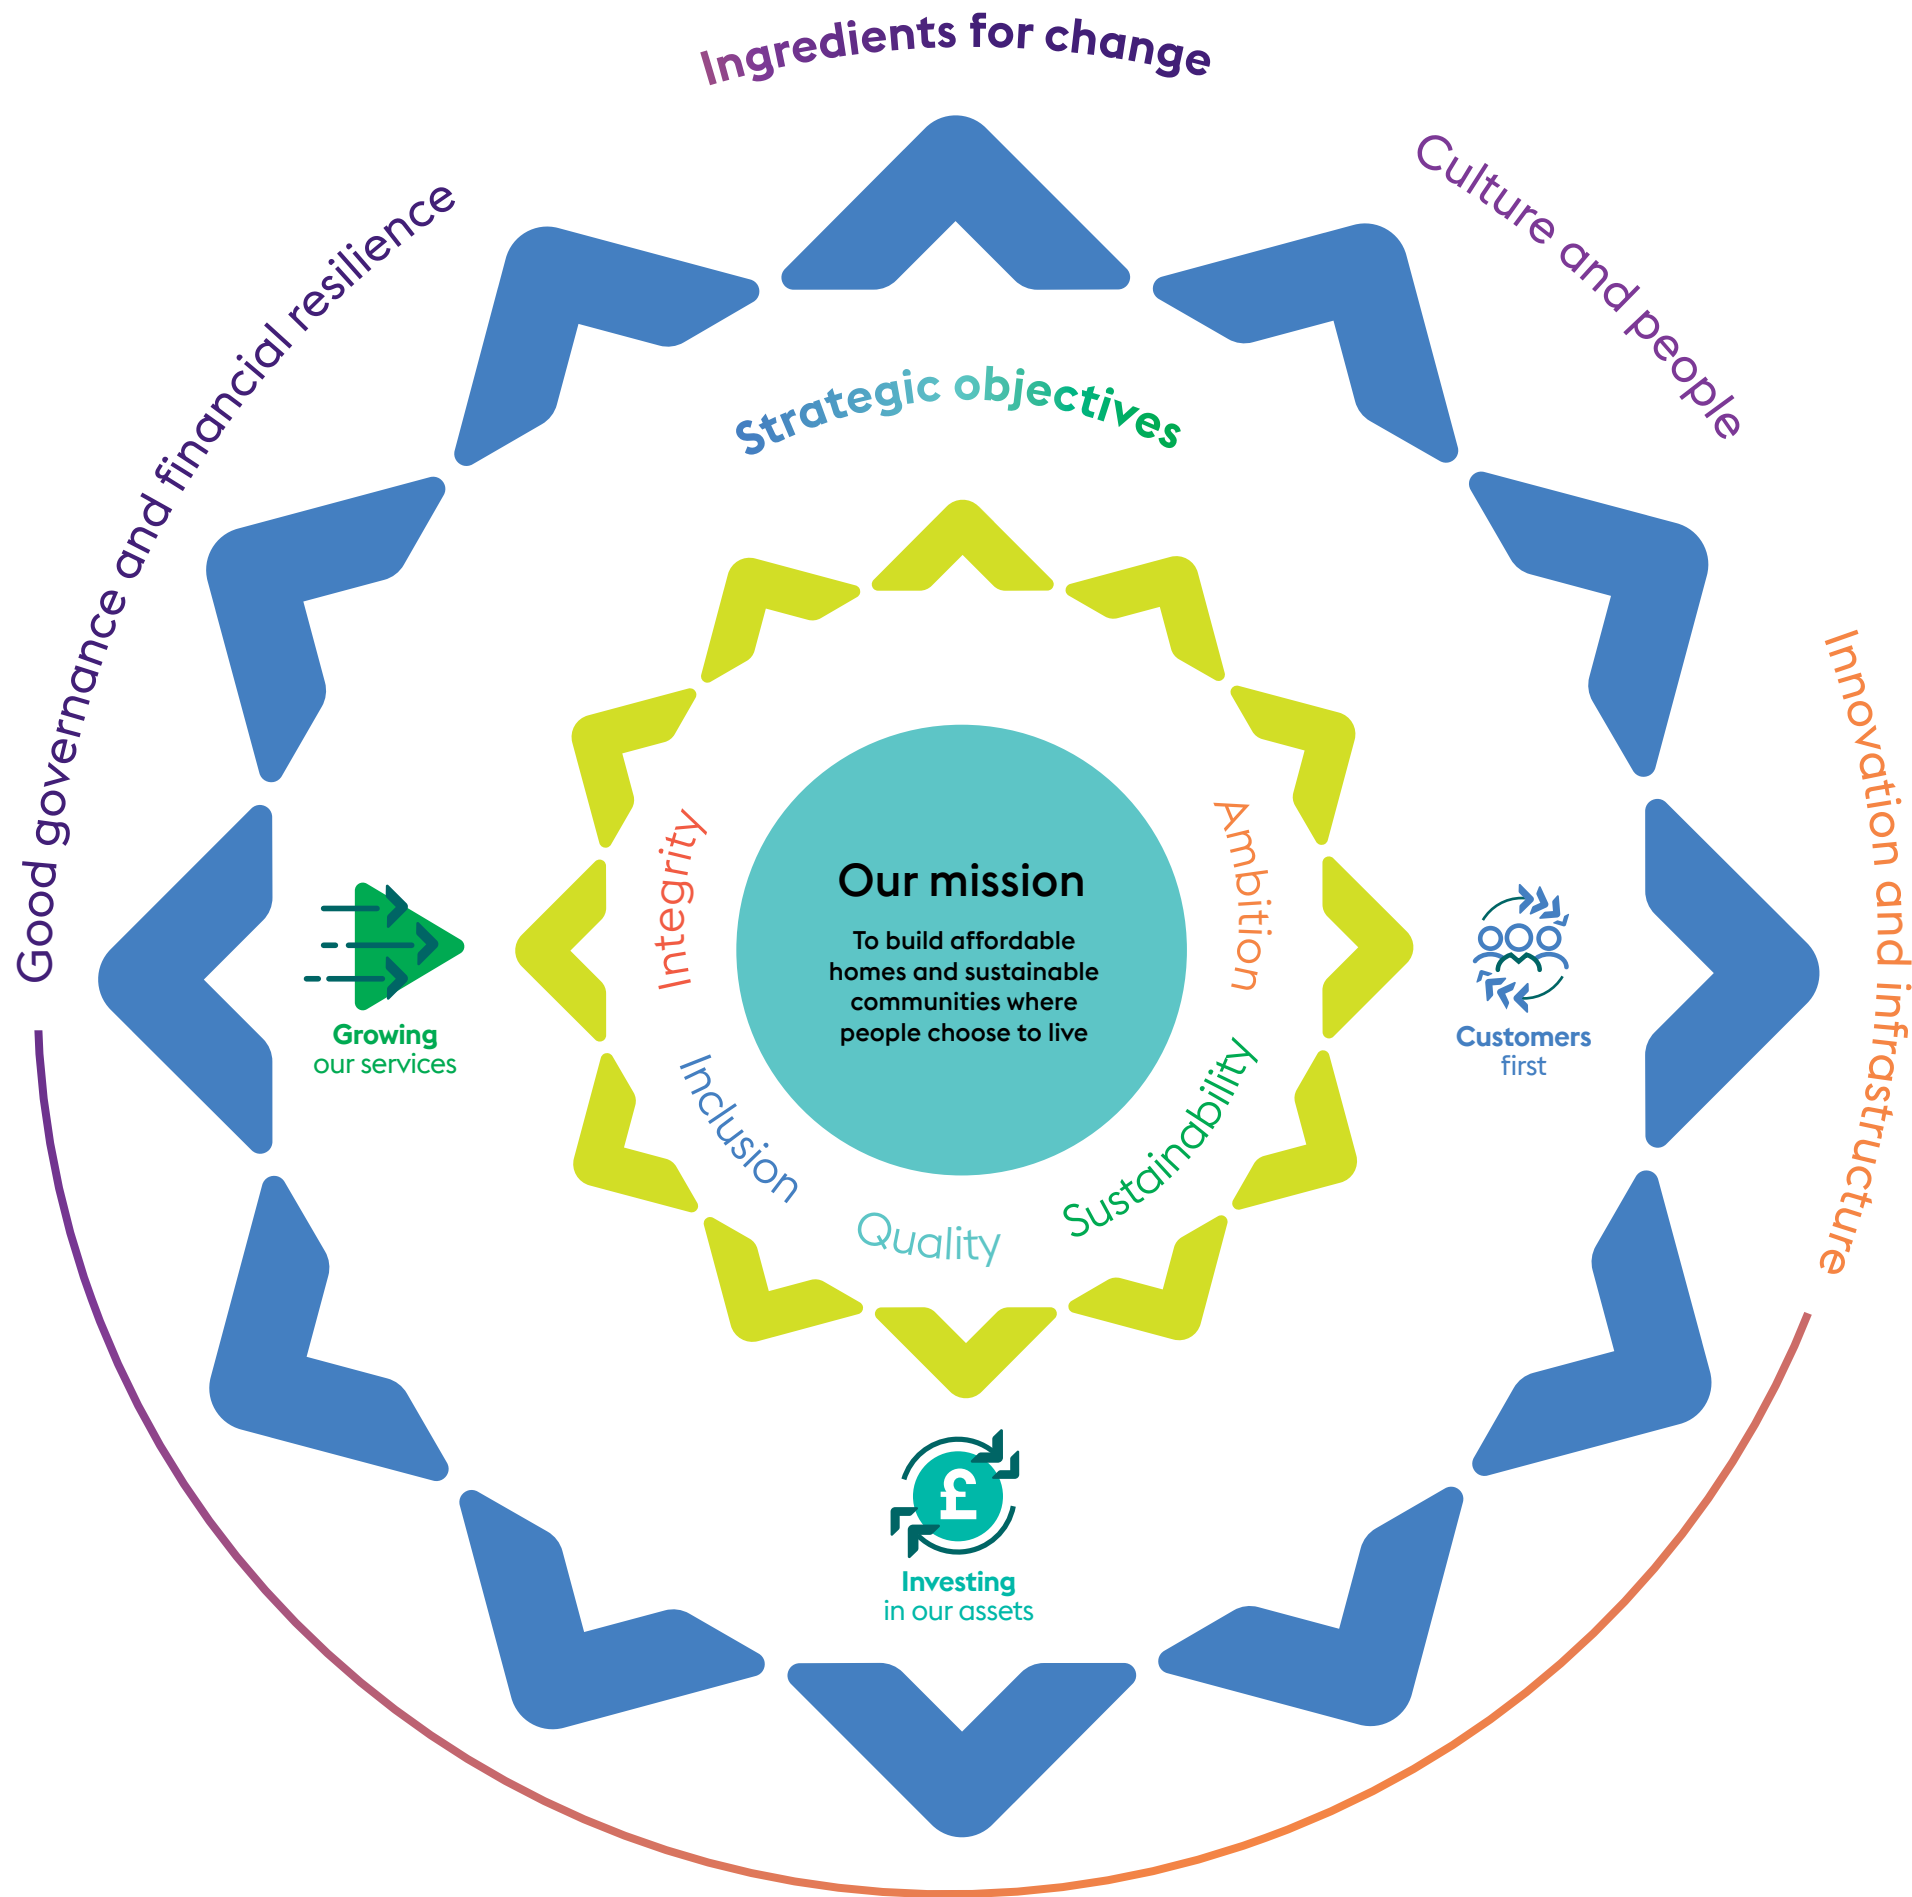 Ingredients for change
Good governance and financial resilience
Culture and people
Innovation and infrastructure
Strategic objectives
Growing
our services
Customers
first
Investing
in our assets
£
Integrity
Ambition
Inclusion
Quality
Sustainability
Our mission
To build affordable
homes and sustainable
communities where
people choose to live